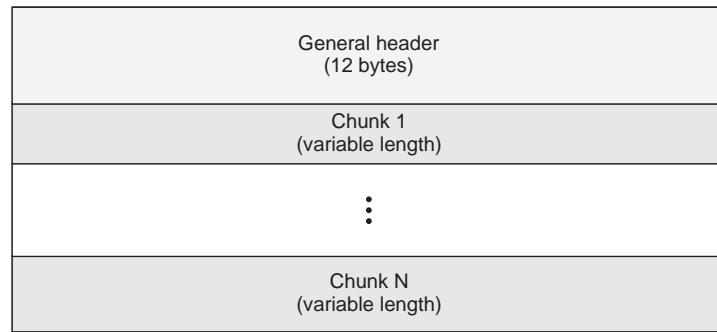 General header
(12 bytes)
Chunk 1
(variable length)
Chunk N
(variable length)